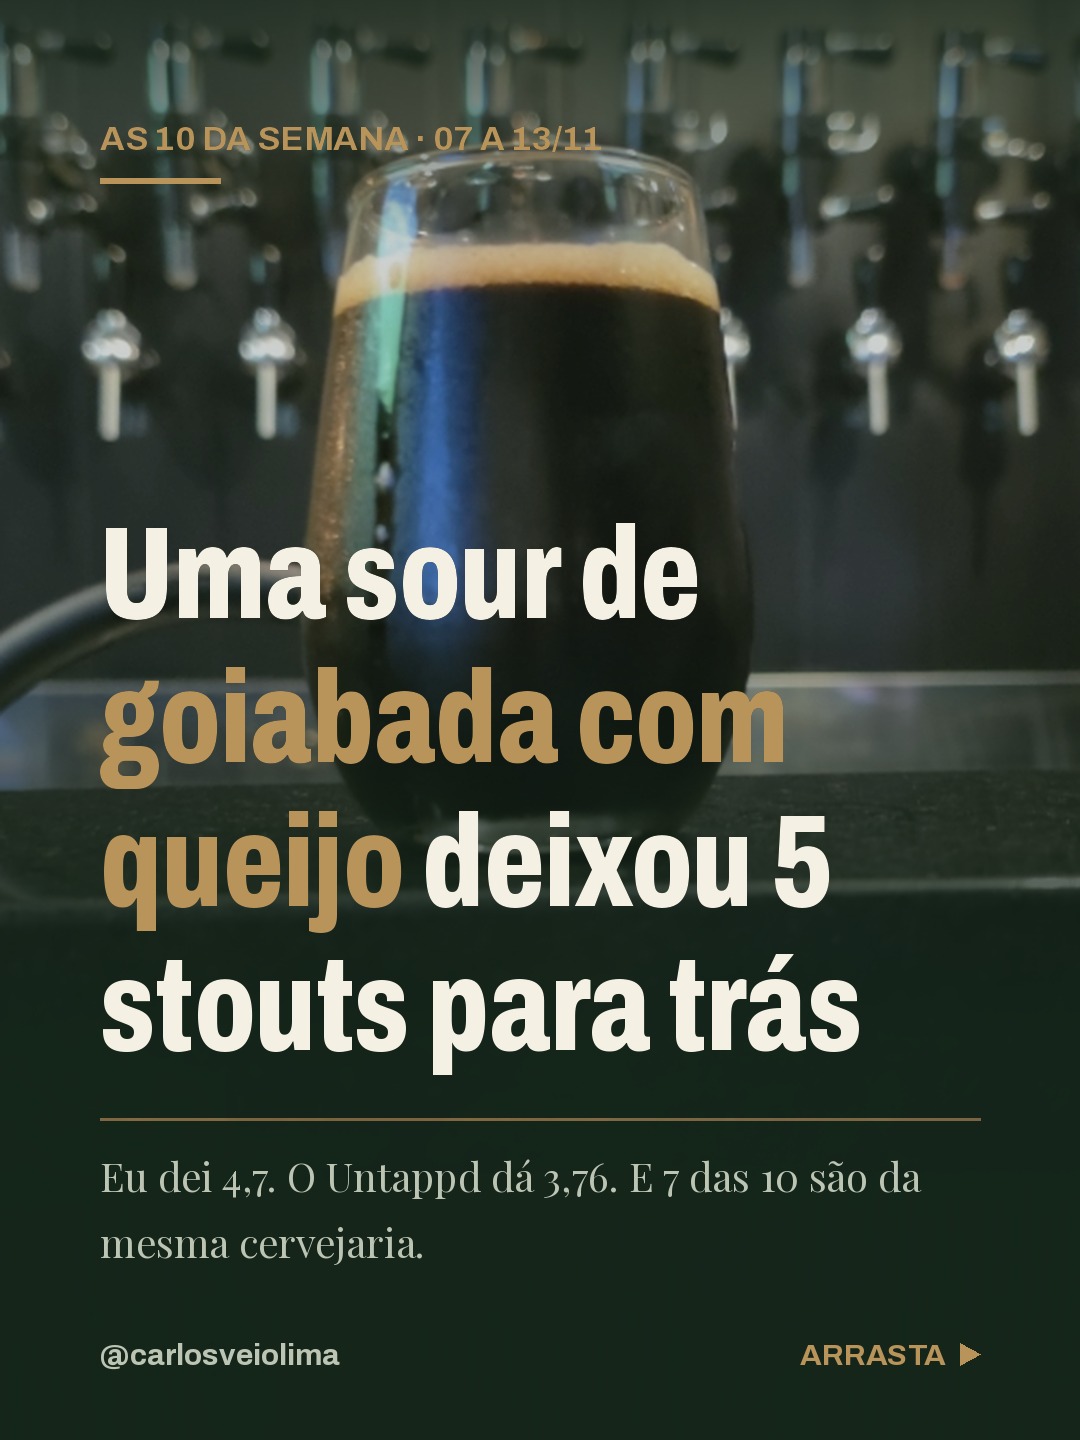 AS 10 DA SEMANA · 07 A 13/11
Uma sour de
goiabada com
queijo deixou 5
stouts para trás
Eu dei 4,7. O Untappd dá 3,76. E 7 das 10 são da
mesma cervejaria.
@carlosveiolima
ARRASTA ▶